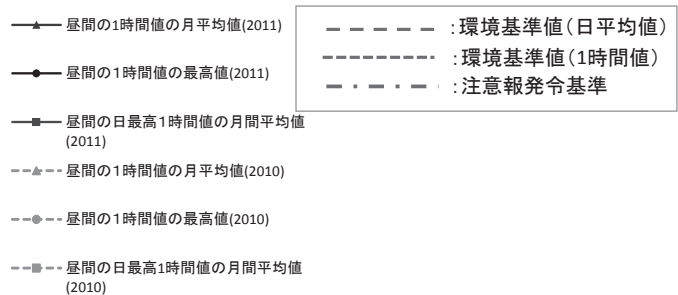 昼間の1時間値の月平均値(2011)
昼間の1時間値の最高値(2011)
昼間の日最高1時間値の月間平均値
(2011)
昼間の1時間値の月平均値(2010)
昼間の1時間値の最高値(2010)
昼間の日最高1時間値の月間平均値
(2010)
:環境基準値(日平均値)
:環境基準値(1時間値)
:注意報発令基準